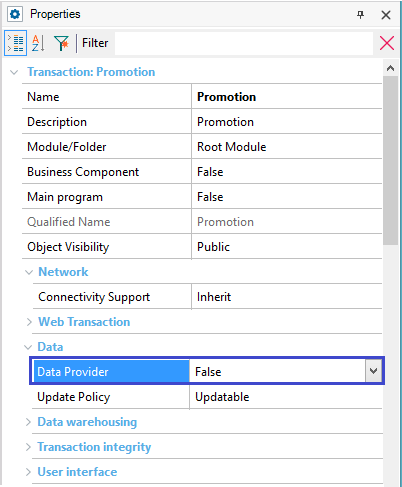 Properties
Filter
Transaction: Promotion
Name Promotion
Description Promotion
Module/Folder Root Module
Business Component False
Main program False
Qualified Name Promotion
Object Visibility Public
Network
Connectivity Support Inherit
Web Transaction
Data
Data Provider False
Update Policy Updatable
Data warehousing
Transaction integrity
User interface